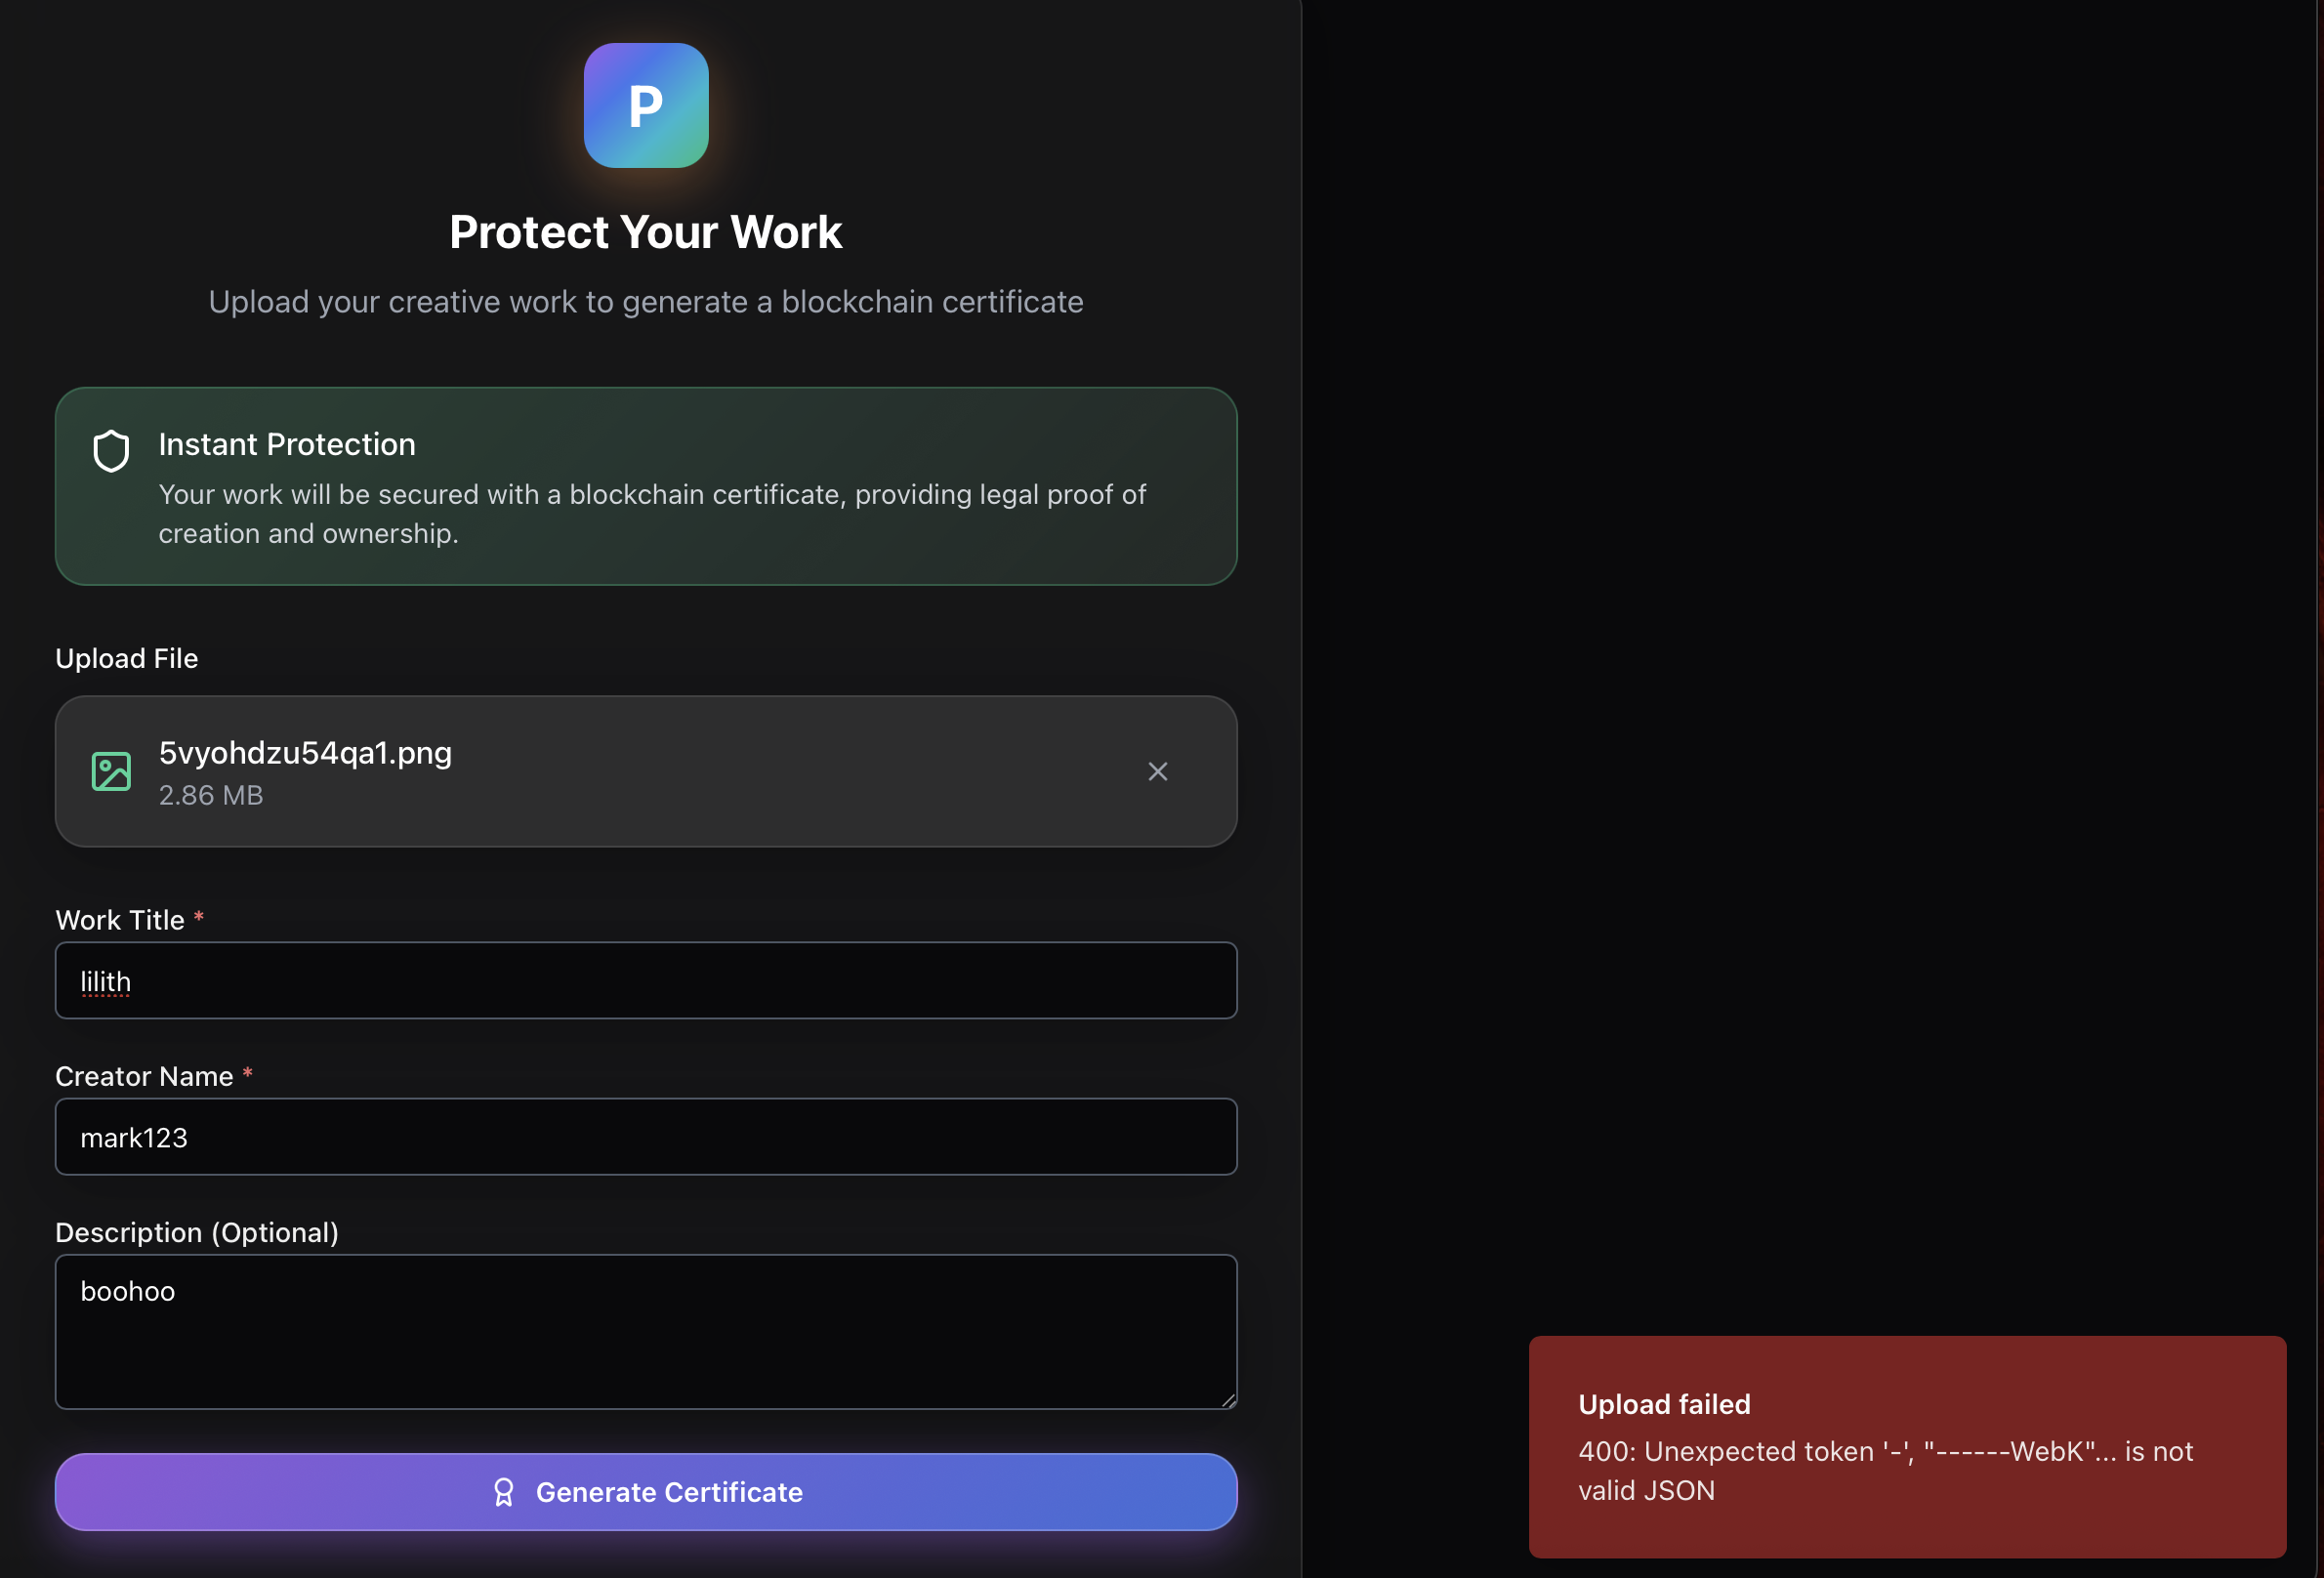 P
Protect Your Work
Upload your creative work to generate a blockchain certificate
Instant Protection
Your work will be secured with a blockchain certificate, providing legal proof of
creation and ownership.
Upload File
5vyohdzu54qa1.png
2.86 MB
Work Title *
lilith
Creator Name *
mark123
Description (Optional)
boohoo
Generate Certificate
Upload failed
400: Unexpected token '-', "------WebK"... is not
valid JSON